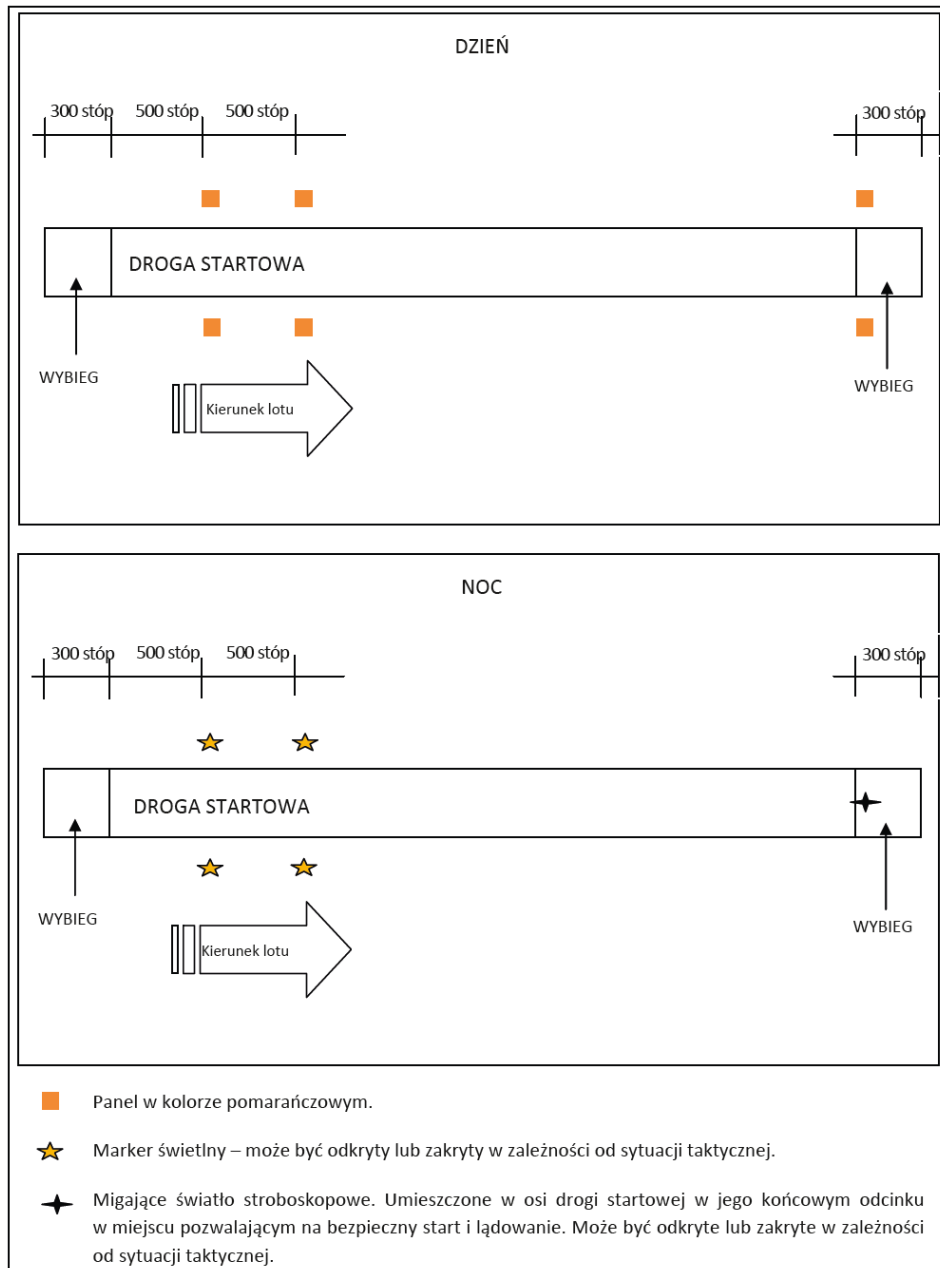 DZIEŃ
300 stóp 500 stóp 500 stóp 300 stóp
DROGA STARTOWA
WYBIEG WYBIEG
Kierunek lotu
NOC
300 stóp 500 stóp 500 stóp 300 stóp
DROGA STARTOWA
WYBIEG WYBIEG
Kierunek lotu
Panel w kolorze pomarańczowym.
Marker świetlny – może być odkryty lub zakryty w zależności od sytuacji taktycznej.
Migające światło stroboskopowe. Umieszczone w osi drogi startowej w jego końcowym odcinku
w miejscu pozwalającym na bezpieczny start i lądowanie. Może być odkryte lub zakryte w zależności
od sytuacji taktycznej.